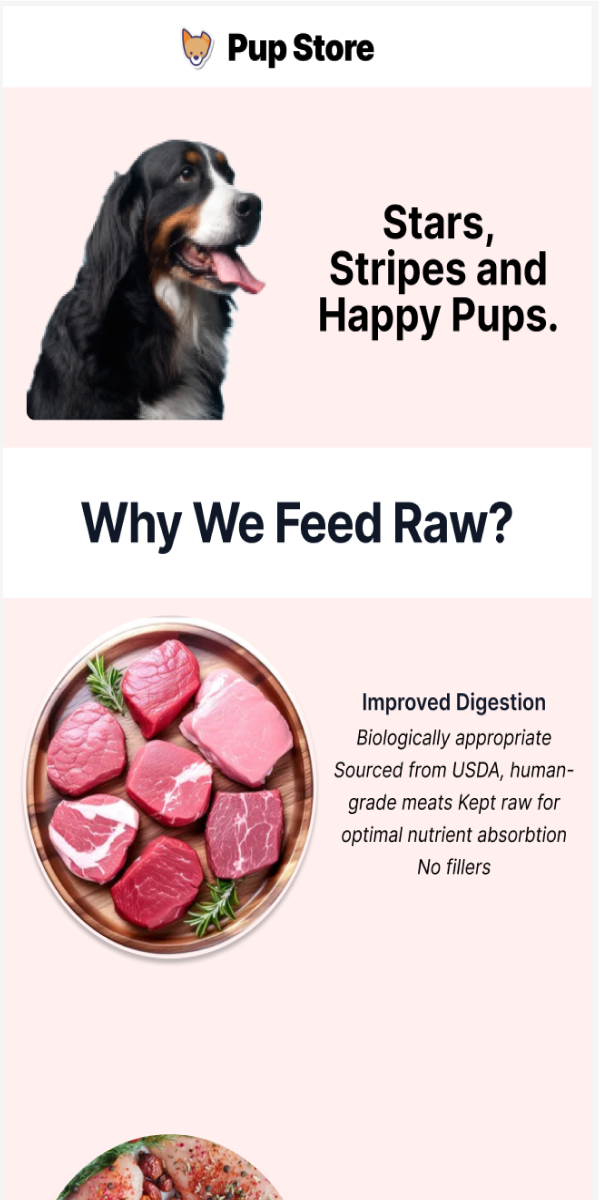 Pup Store
Stars,
Stripes and
Happy Pups.
Why We Feed Raw?
Improved Digestion
Biologically appropriate
Sourced from USDA, human-
grade meats Kept raw for
optimal nutrient absorbtion
No fillers